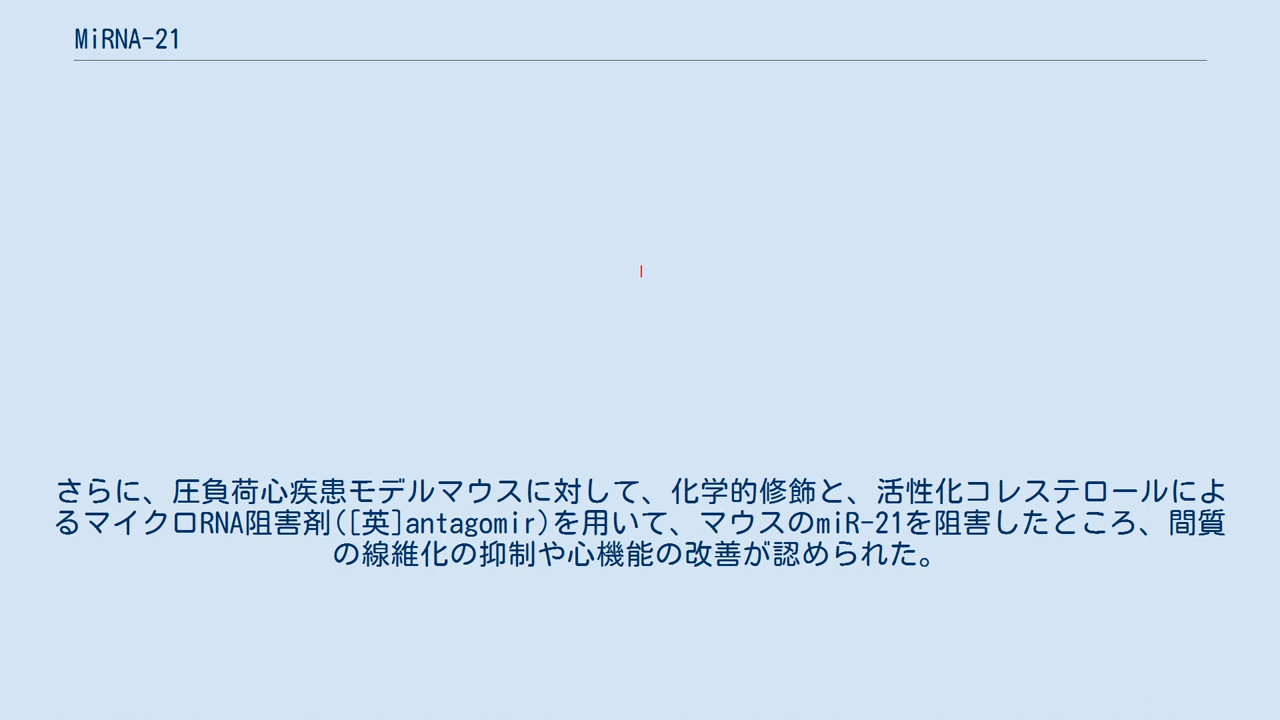 MiRNA-21
さらに、圧負荷心疾患モデルマウスに対して、化学的修飾と、活性化コレステロールによ
るマイクロRNA阻害剤([英]antagomir)を用いて、マウスのmiR-21を阻害したところ、間質
の線維化の抑制や心機能の改善が認められた。